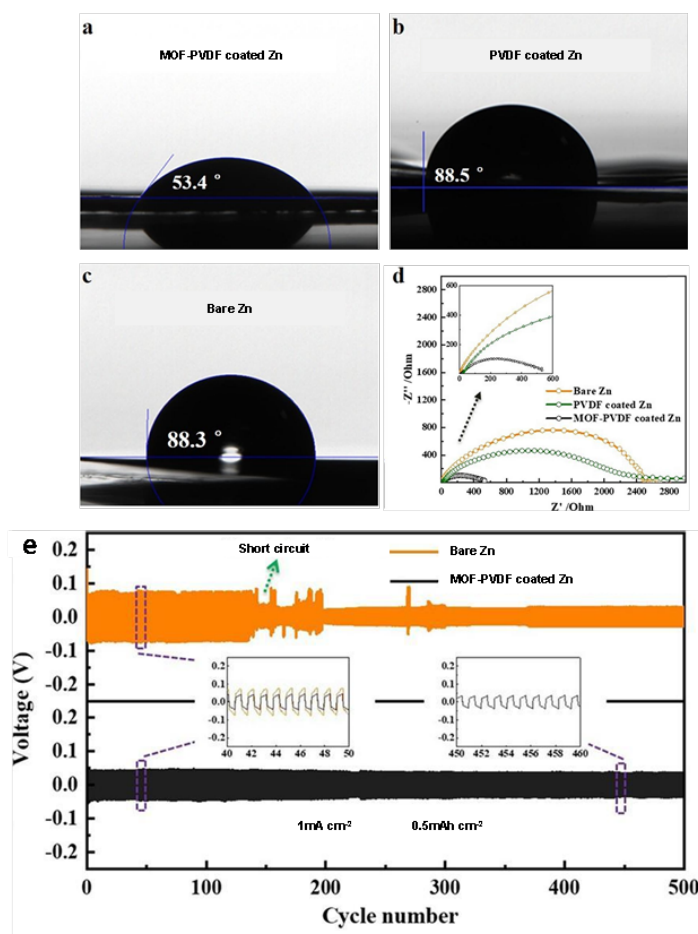 a
MOF-PVDF coated Zn
53.4 °
b
PVDF coated Zn
88.5 °
c
Bare Zn
88.3 °
d
-Z''/Ohm
2800
2400
2000
1600
1200
800
400
600
400
200
0
0 200 400 600
Bare Zn
PVDF coated Zn
MOF-PVDF coated Zn
0 400 800 1200 1600 2000 2400 2800
Z' /Ohm
e
Voltage (V)
0.2
0.1
0.0
-0.1
-0.2
Short circuit
Bare Zn
MOF-PVDF coated Zn
0.2
0.1
0.0
-0.1
-0.2
40 42 44 46 48 50
0.2
0.1
0.0
-0.1
-0.2
450 452 454 456 458 460
0.2
0.1
0.0
-0.1
-0.2
1mA cm-2 0.5mAh cm-2
0 100 200 300 400 500
Cycle number